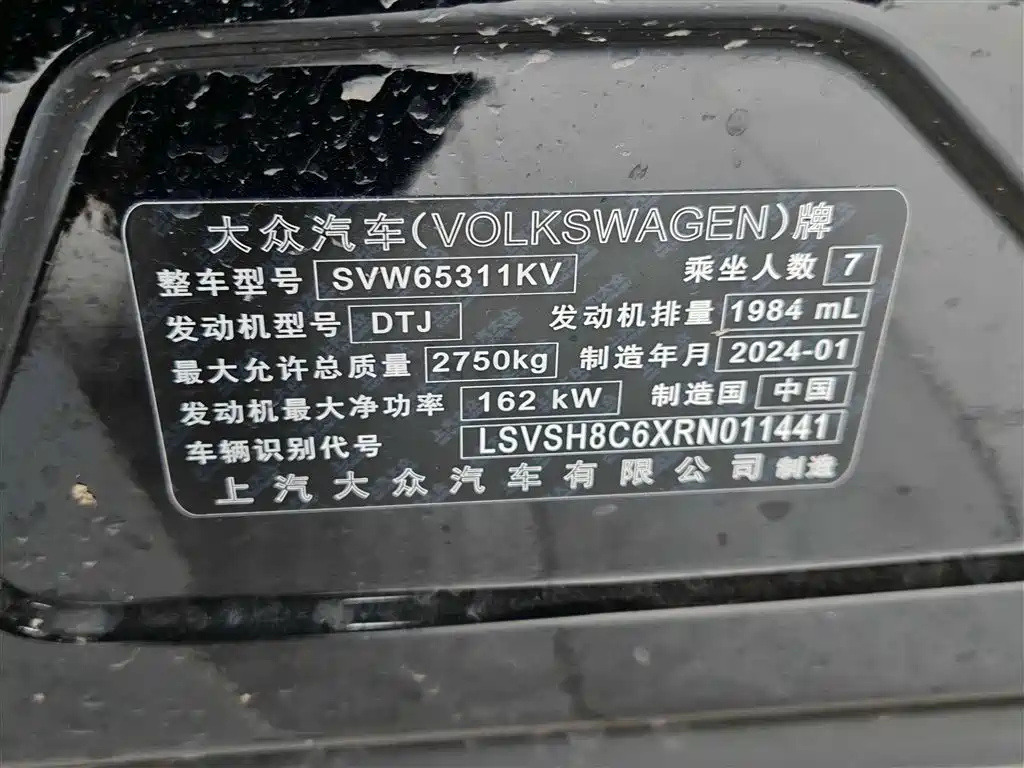 大众汽车(VOLKSWAGEN)牌
整车型号 SVW65311KV 乘坐人数 7
发动机型号 DTJ 发动机排量 1984 mL
最大允许总质量 2750kg 制造年月 2024-01
发动机最大净功率 162 kW 制造国 中国
车辆识别代号 LSVSH8C6XRN011441
上汽大众汽车有限公司 制造